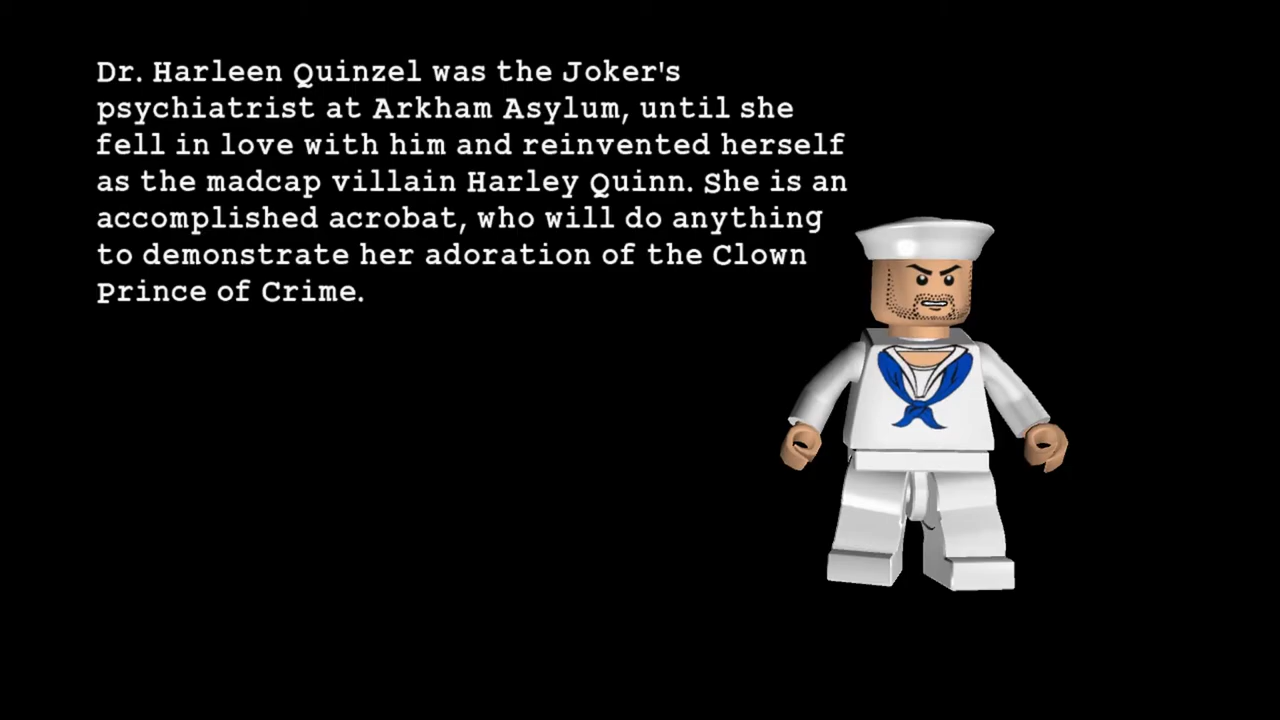 Dr. Harleen Quinzel was the Joker's
psychiatrist at Arkham Asylum, until she
fell in love with him and reinvented herself
as the madcap villain Harley Quinn. She is an
accomplished acrobat, who will do anything
to demonstrate her adoration of the Clown
Prince of Crime.